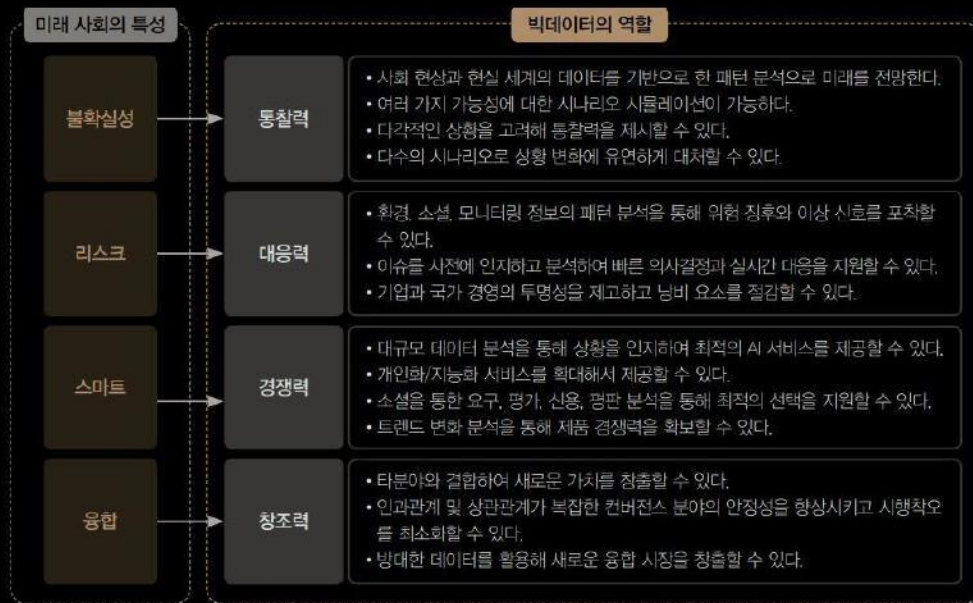 미래 사회의 특성
빅데이터의 역할
불확실성
통찰력
• 사회 현상과 현실 세계의 데이터를 기반으로 한 패턴 분석으로 미래를 전망한다.
• 여러 가지 가능성에 대한 시나리오 시뮬레이션이 가능하다.
• 다각적인 상황을 고려해 통찰력을 제시할 수 있다.
• 다수의 시나리오로 상황 변화에 유연하게 대처할 수 있다.
리스크
대응력
• 환경, 소셜, 모니터링 정보의 패턴 분석을 통해 위험 징후와 이상 신호를 포착할
수 있다.
• 이슈를 사전에 인지하고 분석하여 빠른 의사결정과 실시간 대응을 지원할 수 있다.
• 기업과 국가 경영의 투명성을 제고하고 낭비 요소를 절감할 수 있다.
스마트
경쟁력
• 대규모 데이터 분석을 통해 상황을 인지하며 최적의 AI 서비스를 제공할 수 있다.
• 개인화/지능화 서비스를 확대해서 제공할 수 있다.
• 소셜을 통한 요구, 평가, 신용, 평판 분석을 통해 최적의 선택을 지원할 수 있다.
• 트렌드 변화 분석을 통해 제품 경쟁력을 확보할 수 있다.
융합
창조력
• 타분야와 결합하여 새로운 가치를 창출할 수 있다.
• 인과관계 및 상관관계가 복잡한 컨버전스 분야의 안정성을 향상시키고 시행착오
를 최소화할 수 있다.
• 방대한 데이터를 활용해 새로운 융합 시장을 창출할 수 있다.